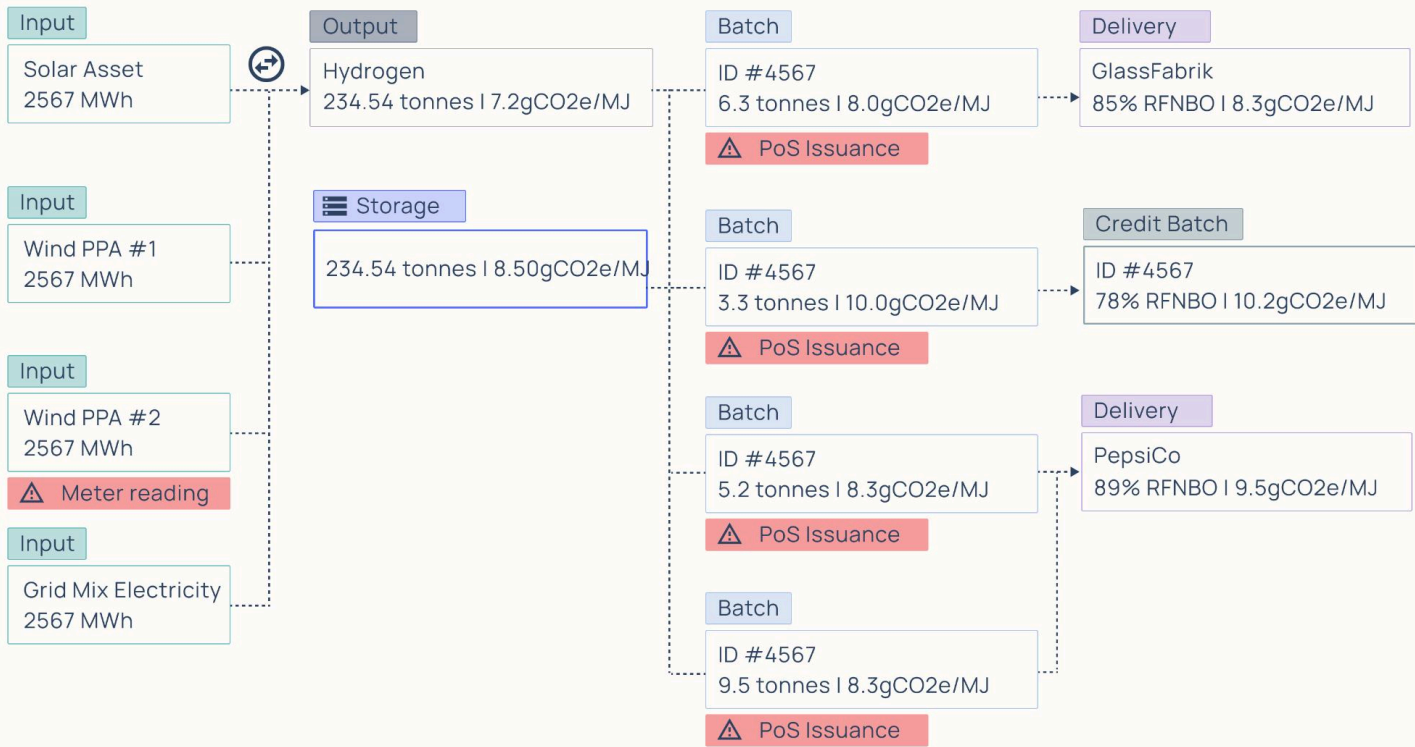 Input
Solar Asset
2567 MWh
Input
Wind PPA #1
2567 MWh
Input
Wind PPA #2
2567 MWh
Meter reading
Input
Grid Mix Electricity
2567 MWh
Output
Hydrogen
234.54 tonnes | 7.2gCO2e/MJ
Storage
234.54 tonnes | 8.50gCO2e/MJ
Batch
ID #4567
6.3 tonnes | 8.0gCO2e/MJ
PoS Issuance
Batch
ID #4567
3.3 tonnes | 10.0gCO2e/MJ
PoS Issuance
Batch
ID #4567
5.2 tonnes | 8.3gCO2e/MJ
PoS Issuance
Batch
ID #4567
9.5 tonnes | 8.3gCO2e/MJ
PoS Issuance
Delivery
GlassFabrik
85% RFNBO | 8.3gCO2e/MJ
Credit Batch
ID #4567
78% RFNBO | 10.2gCO2e/MJ
Delivery
PepsiCo
89% RFNBO | 9.5gCO2e/MJ